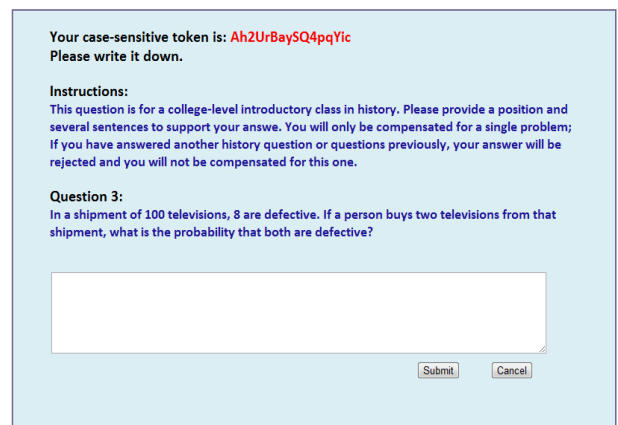 Your case-sensitive token is: Ah2UrBaySQ4pqYic
Please write it down.
Instructions:
This question is for a college-level introductory class in history. Please provide a position and
several sentences to support your answe. You will only be compensated for a single problem;
If you have answered another history question or questions previously, your answer will be
rejected and you will not be compensated for this one.
Question 3:
In a shipment of 100 televisions, 8 are defective. If a person buys two televisions from that
shipment, what is the probability that both are defective?
Submit Cancel